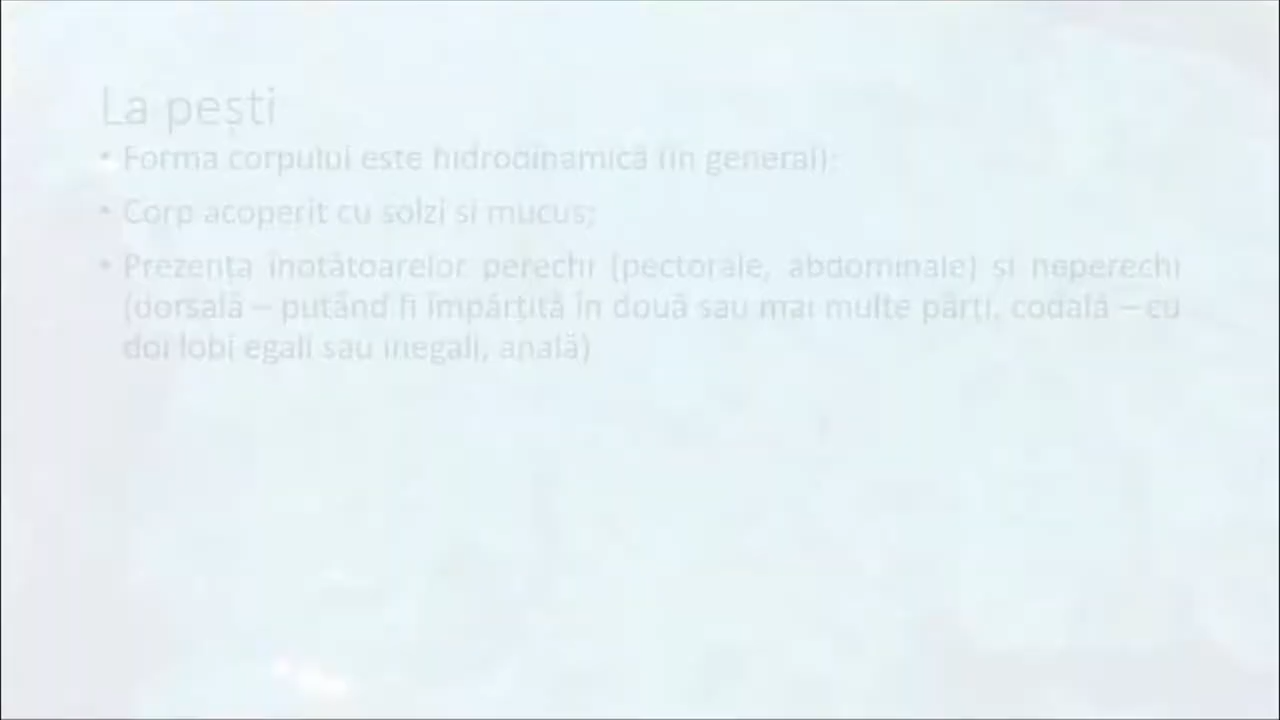 La pești
• Forma corpului este hidrodinamică (în general);
• Corp acoperit cu solzi și mucus;
• Prezența înotătoarelor perechi (pectorale, abdominale) și neperechi
(dorsală – putând fi împărțită în două sau mai multe părți, codală – cu
doi lobi egali sau inegali, anală)